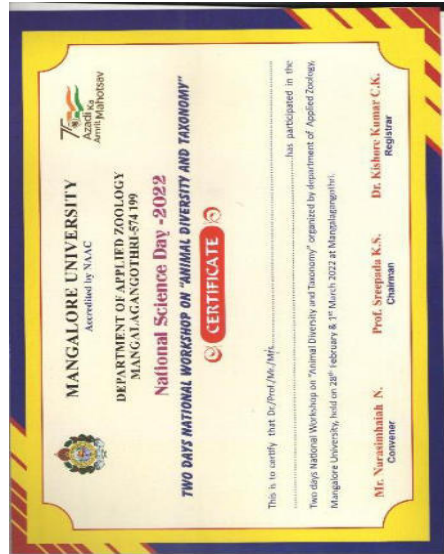 MANGALORE UNIVERSITY
Accredited by NAAC
75
Azadi Ka
Amrit Mahotsav
DEPARTMENT OF APPLIED ZOOLOGY
MANGALAGANGOTHRI-574 199
National Science Day -2022
TWO DAYS NATIONAL WORKSHOP ON "ANIMAL DIVERSITY AND TAXONOMY"
CERTIFICATE
This is to certify that Dr./Prof./Mr./Mrs........................................................................
........................................................................has participated in the
Two days National Workshop on "Animal Diversity and Taxonomy" organized by department of Applied Zoology,
Mangalore University, held on 28th February & 1st March 2022 at Mangalagangothri.
Mr. Narasimhaiah N. Prof. Sreepada K.S. Dr. Kishore Kumar C.K.
Convener Chairman Registrar